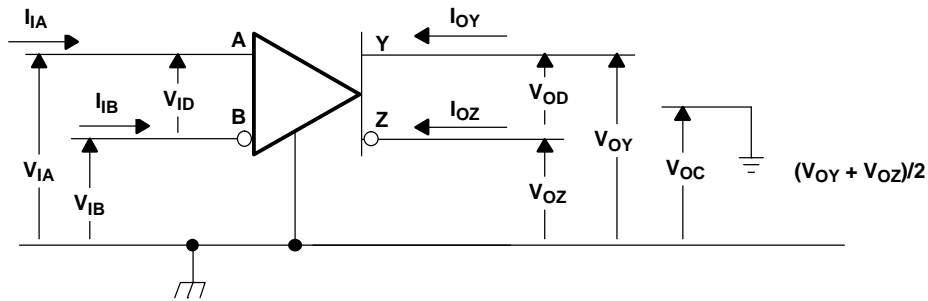 I_IA
I_OY
A
Y
I_IB
V_ID
V_OD
B
I_OZ
Z
V_OY
V_IA
V_IB
V_OZ
V_OC
(V_OY + V_OZ)/2